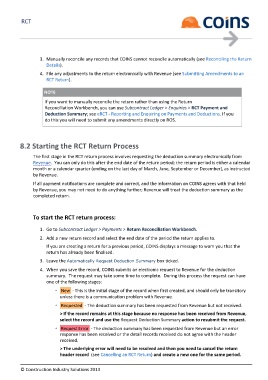 RCT
coins
3. Manually reconcile any records that COINS cannot reconcile automatically (see Reconciling the Return
Details).
4. File any adjustments to the return electronically with Revenue (see Submitting Amendments to an
RCT Return).
NOTE
If you want to manually reconcile the return rather than using the Return
Reconciliation Workbench, you can use Subcontract Ledger > Enquiries > RCT Payment and
Deduction Summary; see eRCT - Reporting and Enquiring on Payments and Deductions. If you
do this you will need to submit any amendments directly on ROS.
8.2 Starting the RCT Return Process
The first stage in the RCT return process involves requesting the deduction summary electronically from
Revenue. You can only do this after the end date of the return period; the return period is either a calendar
month or a calendar quarter (ending on the last day of March, June, September or December), as instructed
by Revenue.
If all payment notifications are complete and correct, and the information on COINS agrees with that held
by Revenue, you may not need to do anything further; Revenue will treat the deduction summary as the
completed return.
To start the RCT return process:
1. Go to Subcontract Ledger > Payments > Return Reconciliation Workbench.
2. Add a new return record and select the end date of the period the return applies to.
If you are creating a return for a previous period, COINS displays a message to warn you that the
return has already been finalised.
3. Leave the Automatically Request Deduction Summary box ticked.
4. When you save the record, COINS submits an electronic request to Revenue for the deduction
summary. The request may take some time to complete. During this process the request can have
one of the following stages:
- New - This is the initial stage of the record when first created, and should only be transitory
unless there is a communication problem with Revenue.
- Requested - The deduction summary has been requested from Revenue but not received.
> If the record remains at this stage because no response has been received from Revenue,
select the record and use the Request Deduction Summary action to resubmit the request.
- Request Error - The deduction summary has been requested from Revenue but an error
response has been received or the detail records received do not agree with the header
received.
> The underlying error will need to be resolved and then you need to cancel the return
header record (see Cancelling an RCT Return) and create a new one for the same period.
© Construction Industry Solutions 2013